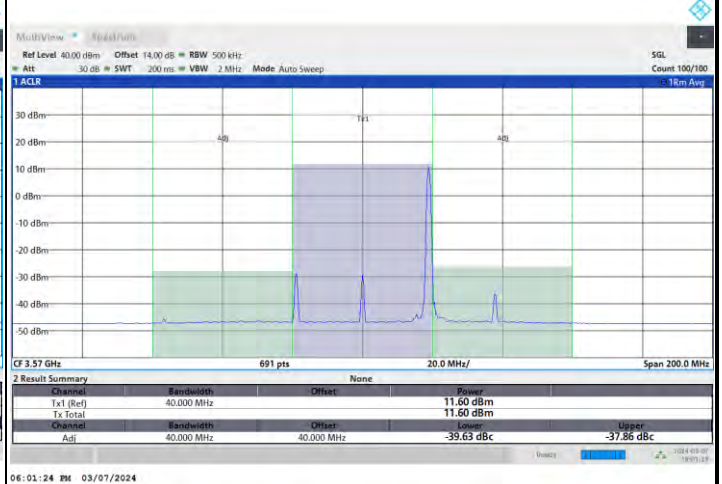 MultiView Spectrum
Ref Level 40.00 dBm Offset 14.00 dB RBW 500 kHz SGL
Att 30 dB SWT 200 ms VBW 2 MHz Mode Auto Sweep Count 100/100
1 ACLR 1Rm Avg
Tx1
30 dBm
Adj Adj
20 dBm
10 dBm
0 dBm
-10 dBm
-20 dBm
-30 dBm
-40 dBm
-50 dBm
CF 3.57 GHz 691 pts 20.0 MHz/ Span 200.0 MHz
2 Result Summary None
Channel Bandwidth Offset Power
Tx1 (Ref) 40.000 MHz 11.60 dBm
Tx Total 11.60 dBm
Channel Bandwidth Offset Lower Upper
Adj 40.000 MHz 40.000 MHz -39.63 dBc -37.86 dBc
Ready
06:01:24 PM 03/07/2024